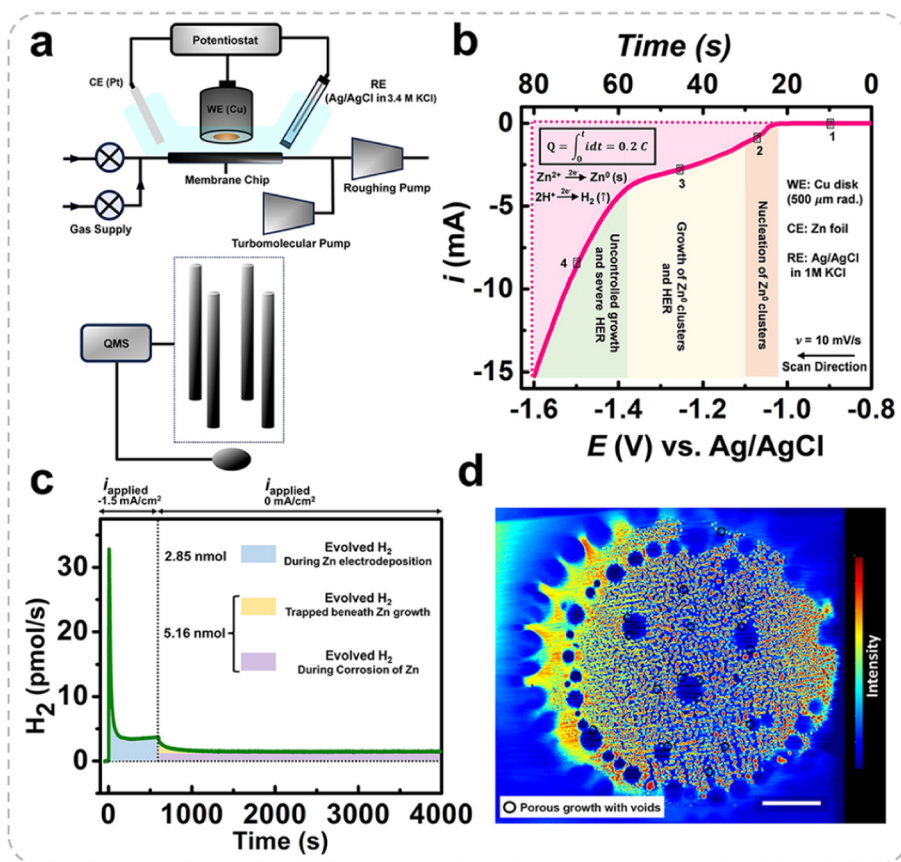 a
Potentiostat
CE (Pt)
WE (Cu)
RE
(Ag/AgCl in 3.4 M KCl)
Membrane Chip
Gas Supply
Roughing Pump
Turbomolecular Pump
QMS
b
Time (s)
80 60 40 20 0
Q = ∫₀ᵗ idt = 0.2 C
Zn²⁺ 2e⁻→ Zn⁰ (s)
2H⁺ 2e⁻→ H₂ (↑)
1
2
3
4
Uncontrolled growth
and severe HER
Growth of Zn⁰ clusters
and HER
Nucleation of Zn⁰ clusters
WE: Cu disk
(500 µm rad.)
CE: Zn foil
RE: Ag/AgCl
in 1M KCl
ν = 10 mV/s
Scan Direction
i (mA)
0
-5
-10
-15
-1.6 -1.4 -1.2 -1.0 -0.8
E (V) vs. Ag/AgCl
c
i applied
-1.5 mA/cm²
i applied
0 mA/cm²
2.85 nmol
Evolved H₂
During Zn electrodeposition
Evolved H₂
Trapped beneath Zn growth
5.16 nmol
Evolved H₂
During Corrosion of Zn
H₂ (pmol/s)
30
20
10
0
0 1000 2000 3000 4000
Time (s)
d
Intensity
Porous growth with voids